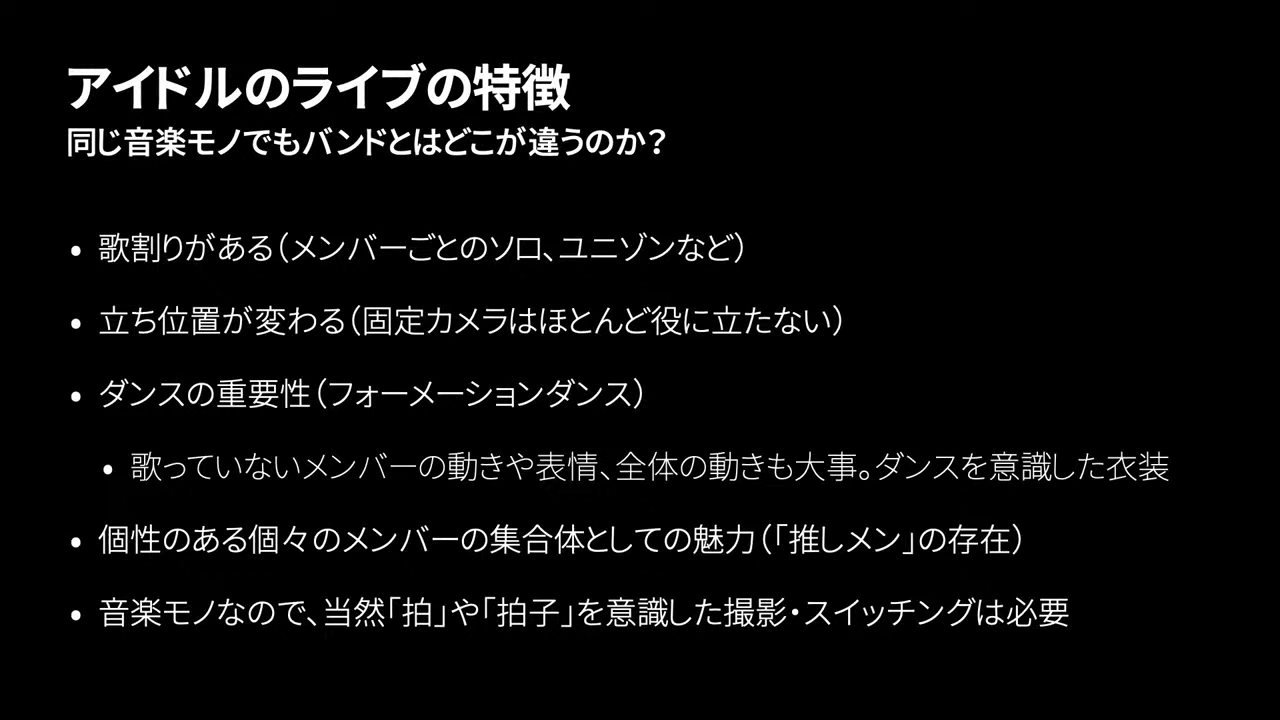 アイドルのライブの特徴
同じ音楽モノでもバンドとはどこが違うのか？
• 歌割りがある（メンバーごとのソロ、ユニゾンなど）
• 立ち位置が変わる（固定カメラはほとんど役に立たない）
• ダンスの重要性（フォーメーションダンス）
• 歌っていないメンバーの動きや表情、全体の動きも大事。ダンスを意識した衣装
• 個性のある個々のメンバーの集合体としての魅力（「推しメン」の存在）
• 音楽モノなので、当然「拍」や「拍子」を意識した撮影・スイッチングは必要